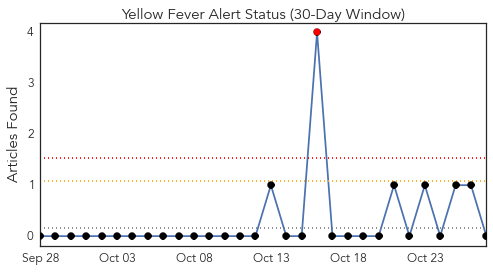 Yellow Fever Alert Status (30-Day Window)
Articles Found
4
3
2
1
0
Sep 28 Oct 03 Oct 08 Oct 13 Oct 18 Oct 23